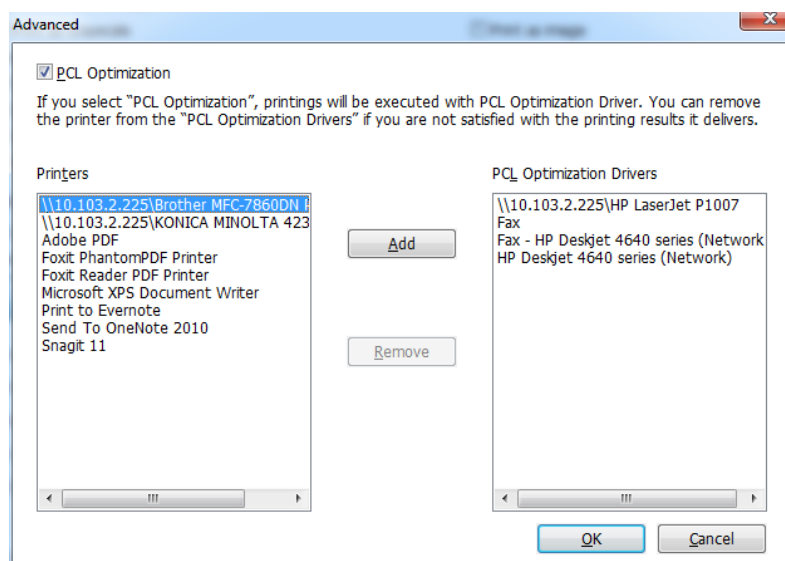 Advanced
Print as image
PCL Optimization
If you select “PCL Optimization”, printings will be executed with PCL Optimization Driver. You can remove
the printer from the “PCL Optimization Drivers” if you are not satisfied with the printing results it delivers.
Printers
PCL Optimization Drivers
\\10.103.2.225\Brother MFC-7860DN
\\10.103.2.225\KONICA MINOLTA 423
Adobe PDF
Foxit PhantomPDF Printer
Foxit Reader PDF Printer
Microsoft XPS Document Writer
Print to Evernote
Send To OneNote 2010
Snagit 11
Add
Remove
\\10.103.2.225\HP LaserJet P1007
Fax
Fax - HP Deskjet 4640 series (Network
HP Deskjet 4640 series (Network)
OK
Cancel